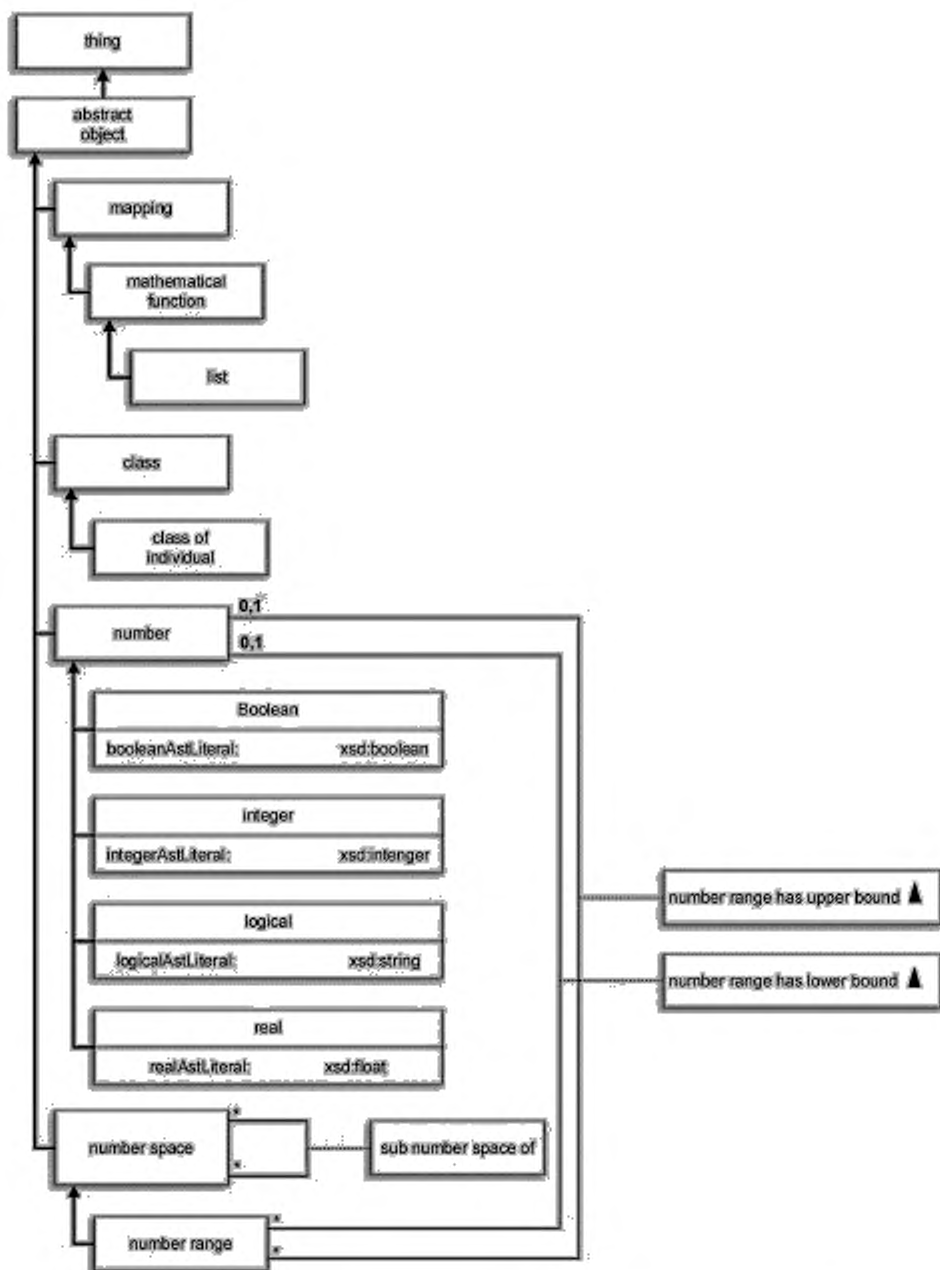 thing
abstract
object
mapping
mathematical
function
list
class
class of
individual
0,1
number
0,1
Boolean
booleanAstLiteral: xsd:boolean
integer
integerAstLiteral: xsd:intenger
logical
logicalAstLiteral: xsd:string
number range has upper bound ▲
number range has lower bound ▲
real
realAstLiteral: xsd:float
*
number space
sub number space of
*
*
number range
*